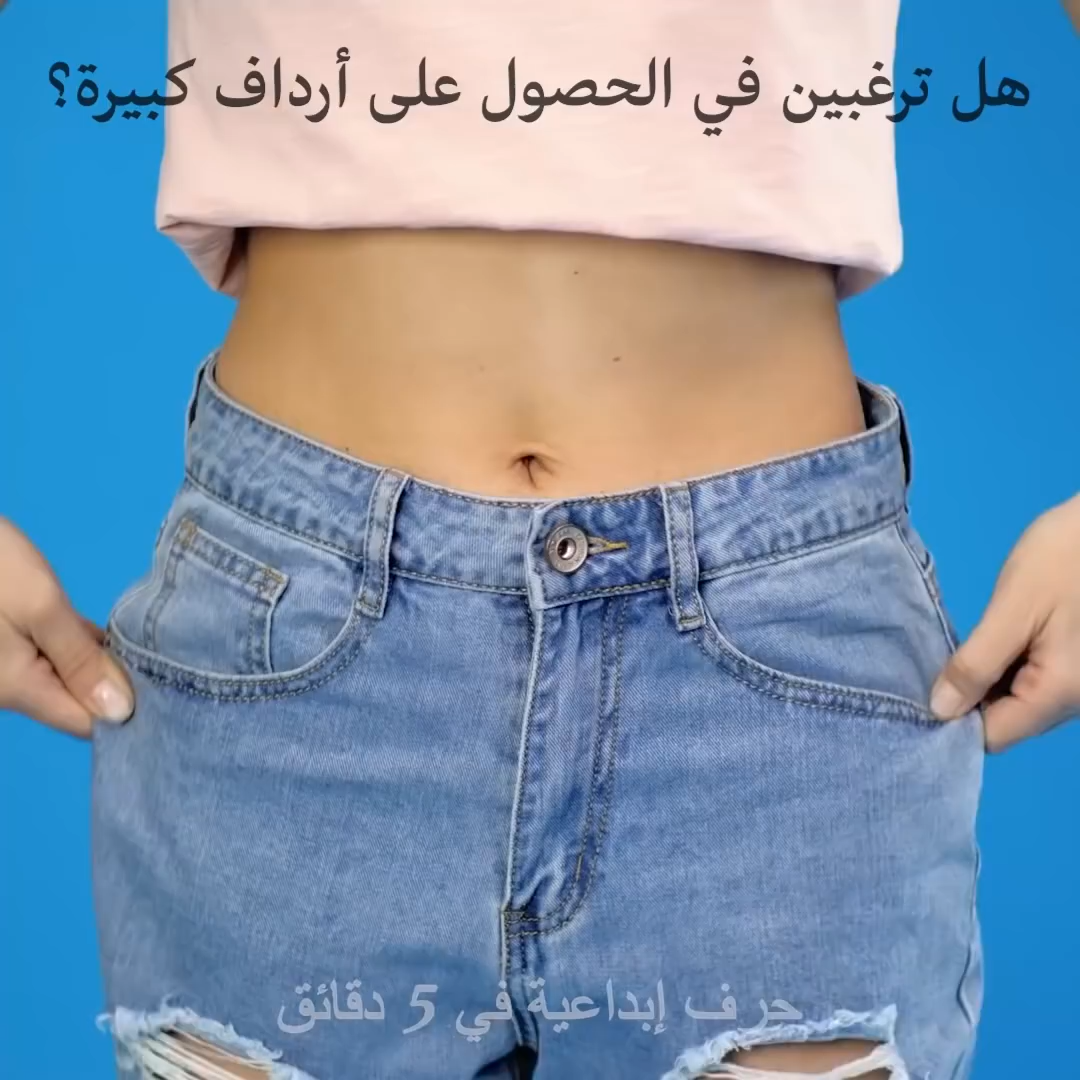 هل ترغبين في الحصول على أرداف كبيرة؟
حرف إبداعية في 5 دقائق